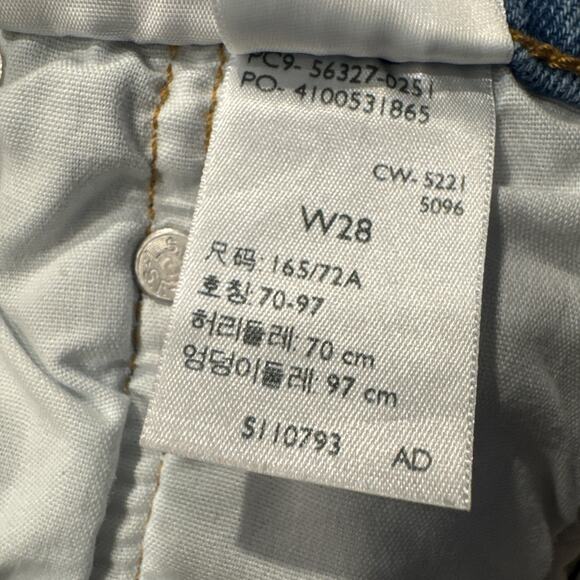 PC9- 56327-0251
PO- 4100531865
CW- 5221
5096
W28
尺码: 165/72A
호칭: 70-97
허리둘레: 70 cm
엉덩이둘레: 97 cm
S110793 AD